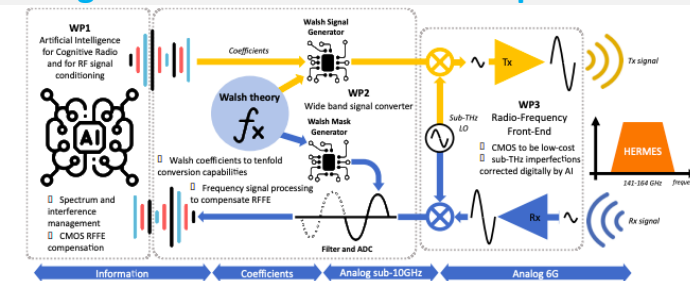 WP1
Artificial Intelligence
for Cognitive Radio
and for RF signal
conditioning
AI
Spectrum and
interference
management
CMOS RFFE
compensation
Coefficients
Walsh Signal
Generator
Walsh theory
fx
WP2
Wide band signal converter
Walsh Mask
Generator
Walsh coefficients to tenfold
conversion capabilities
Frequency signal processing
to compensate RFFE
Filter and ADC
Sub-THz
LO
Tx
Tx signal
WP3
Radio-Frequency
Front-End
CMOS to be low-cost
sub-THz imperfections
corrected digitally by AI
Rx
Rx signal
HERMES
141-164 GHz
Information
Coefficients
Analog sub-10GHz
Analog 6G